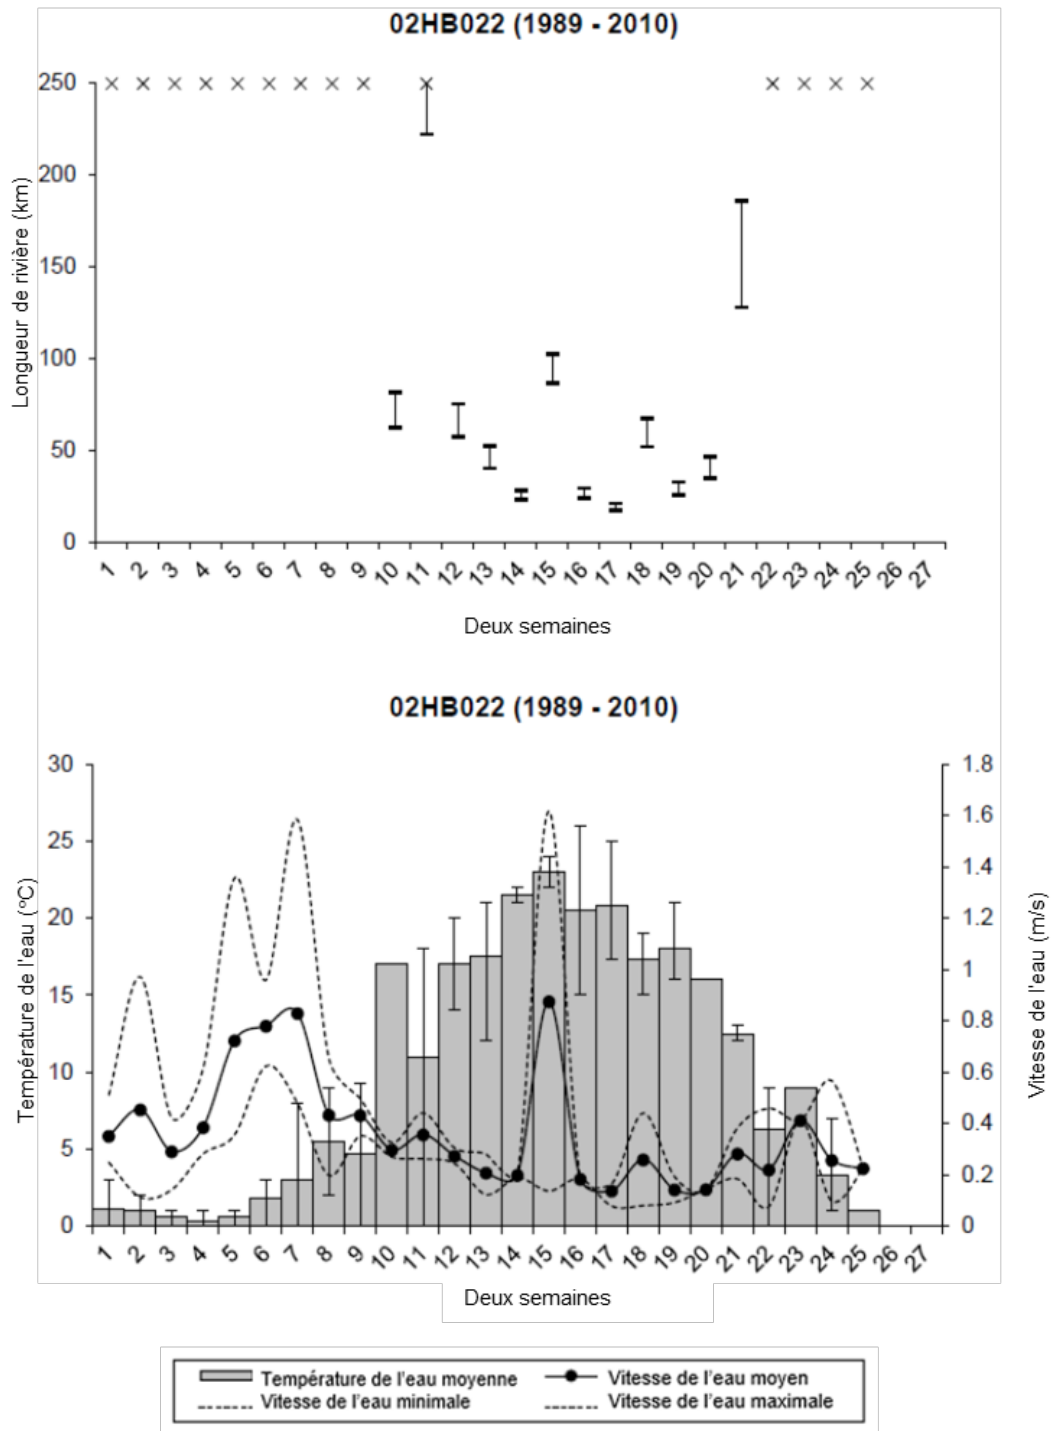 02HB022 (1989 - 2010)
Longueur de rivière (km)
250
200
150
100
50
0
1 2 3 4 5 6 7 8 9 10 11 12 13 14 15 16 17 18 19 20 21 22 23 24 25 26 27
Deux semaines
02HB022 (1989 - 2010)
Température de l'eau (°C)
30
25
20
15
10
5
0
1.8
1.6
1.4
1.2
1
0.8
0.6
0.4
0.2
0
Vitesse de l'eau (m/s)
1 2 3 4 5 6 7 8 9 10 11 12 13 14 15 16 17 18 19 20 21 22 23 24 25 26 27
Deux semaines
Température de l'eau moyenne Vitesse de l'eau moyen
Vitesse de l'eau minimale Vitesse de l'eau maximale